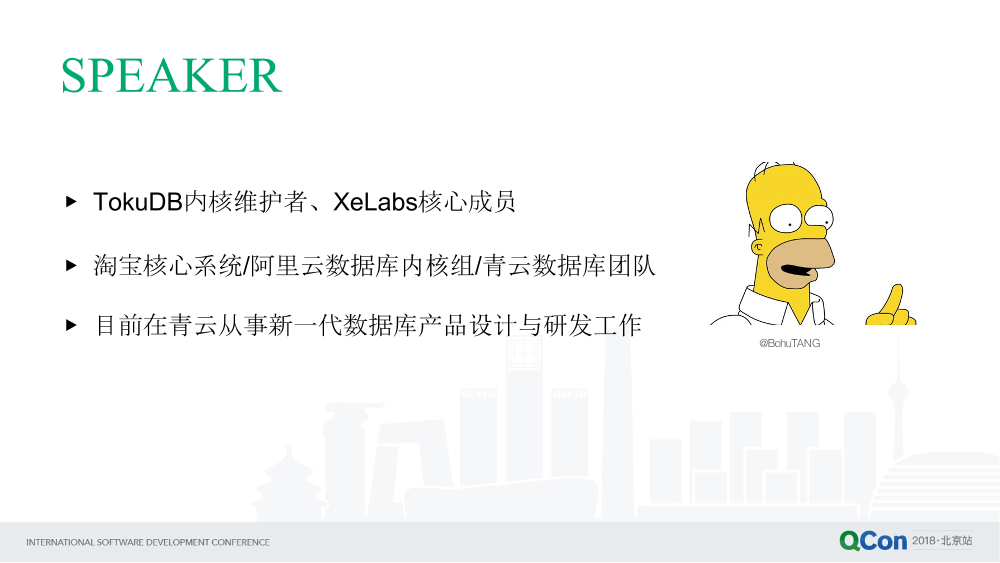 SPEAKER
▶ TokuDB内核维护者、XeLabs核心成员
▶ 淘宝核心系统/阿里云数据库内核组/青云数据库团队
▶ 目前在青云从事新一代数据库产品设计与研发工作
@BohuTANG
INTERNATIONAL SOFTWARE DEVELOPMENT CONFERENCE
QCon 2018·北京站